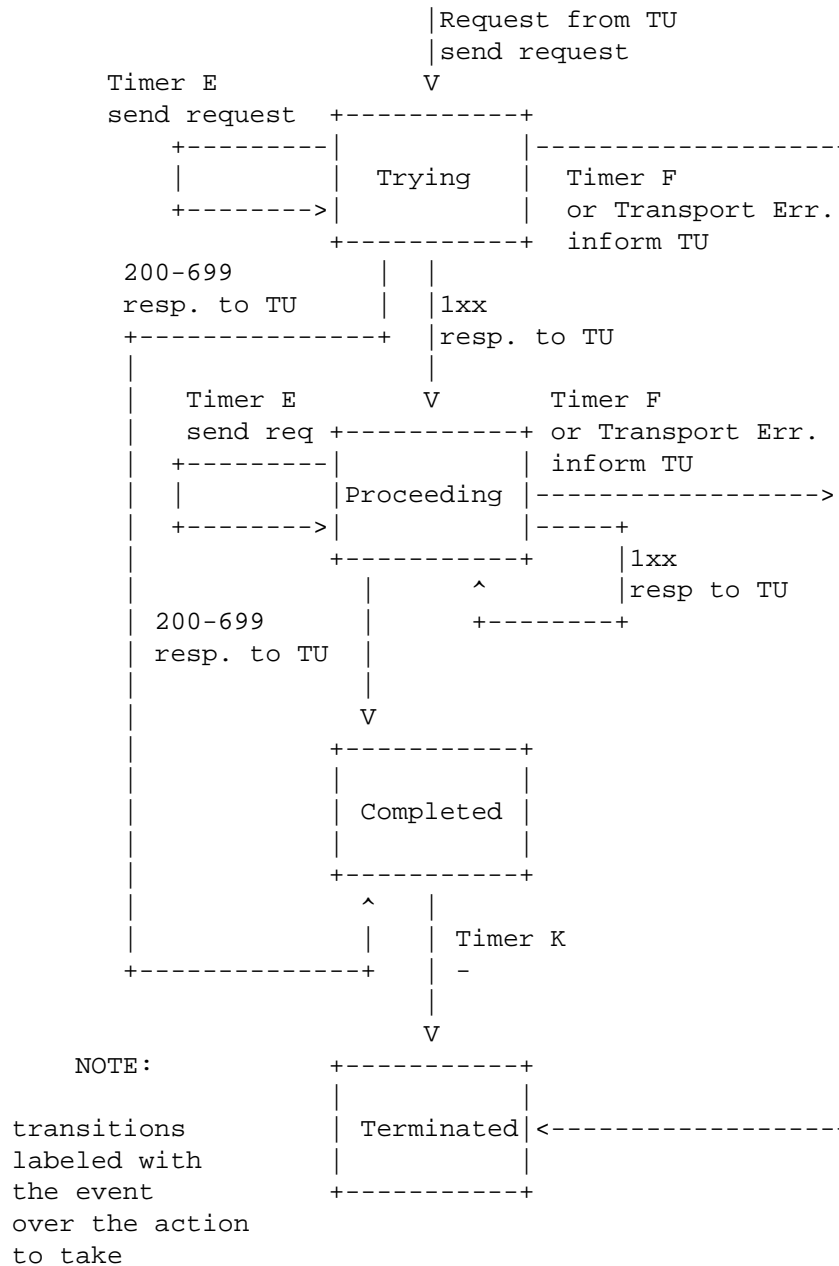 Request from TU
send request
Timer E
send request
Trying
Timer F
or Transport Err.
inform TU
200-699
resp. to TU
1xx
resp. to TU
Timer E
send req
Timer F
or Transport Err.
inform TU
Proceeding
1xx
resp to TU
200-699
resp. to TU
Completed
Timer K
-
NOTE:
transitions
labeled with
the event
over the action
to take
Terminated